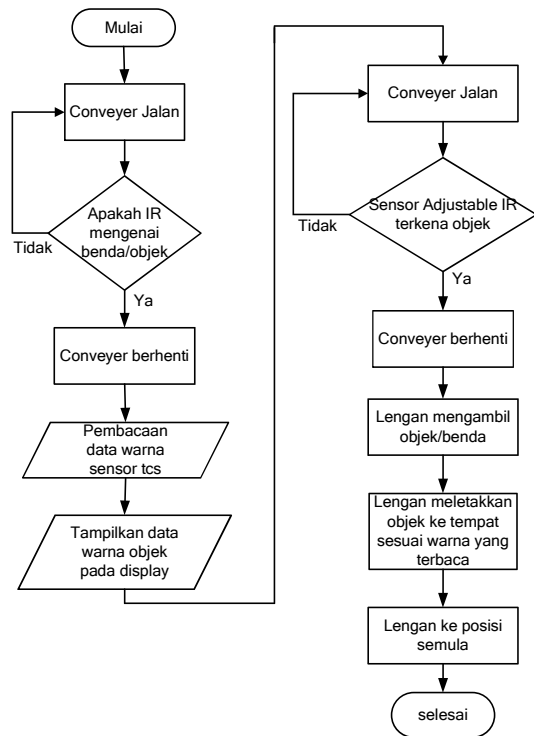 Mulai
Conveyer Jalan
Apakah IR
mengenai
benda/objek
Tidak
Ya
Conveyer berhenti
Pembacaan
data warna
sensor tcs
Tampilkan data
warna objek
pada display
Conveyer Jalan
Sensor Adjustable IR
terkena objek
Tidak
Ya
Conveyer berhenti
Lengan mengambil
objek/benda
Lengan meletakkan
objek ke tempat
sesuai warna yang
terbaca
Lengan ke posisi
semula
selesai